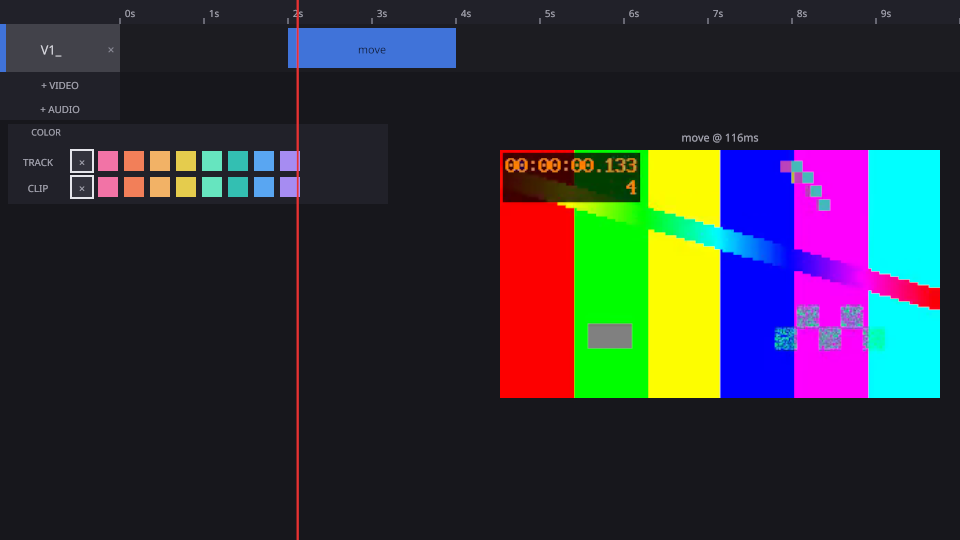 0s 1s 2s 3s 4s 5s 6s 7s 8s 9s
V1_ ×
move
+ VIDEO
+ AUDIO
COLOR
TRACK ×
CLIP ×
move @ 116ms
00:00:00.133
4